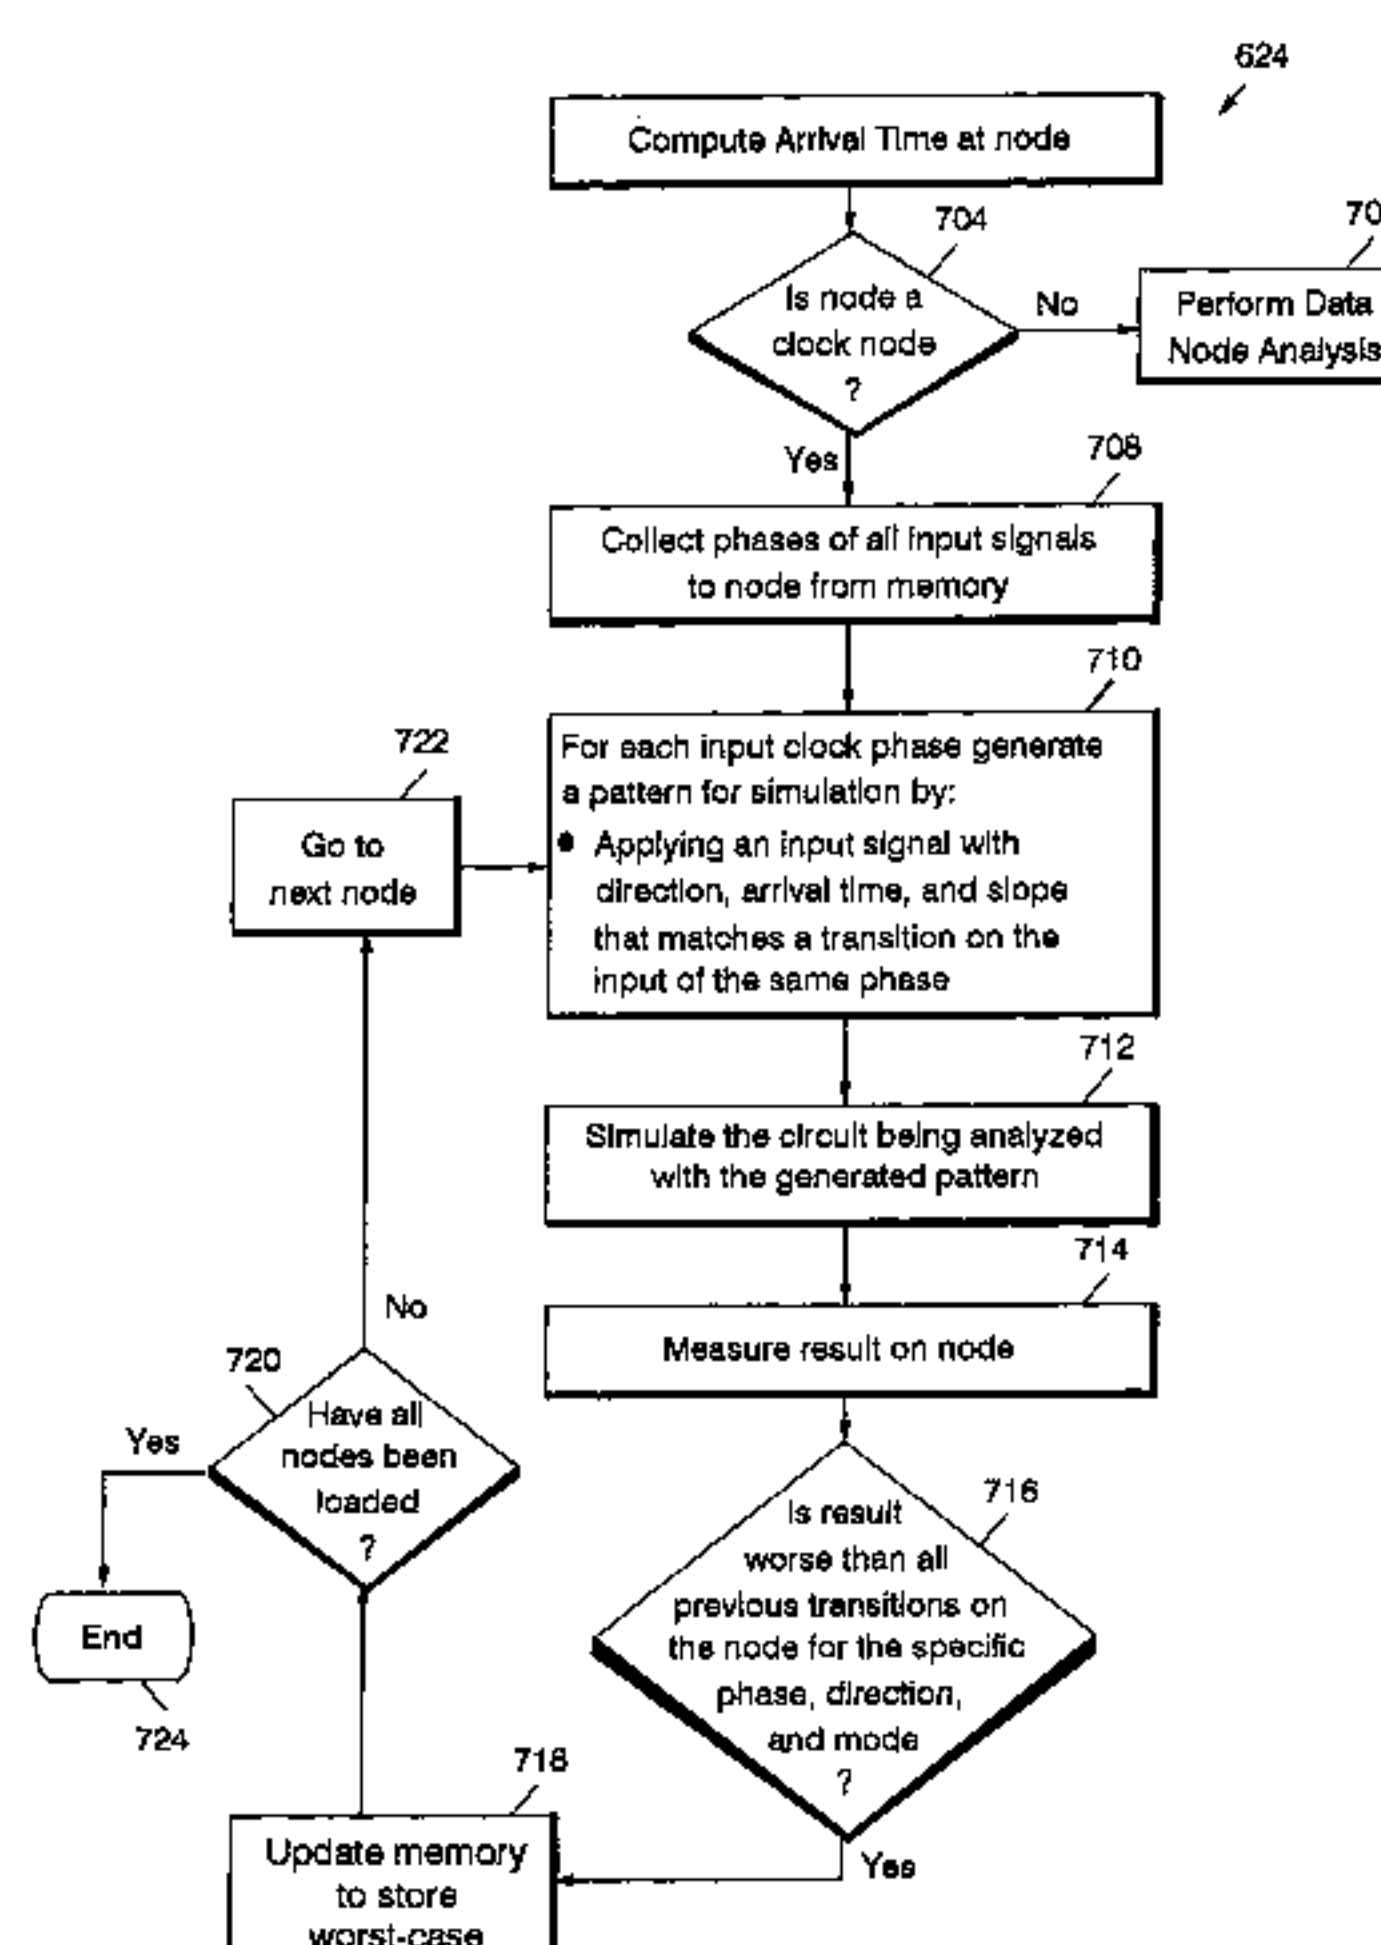 624
Compute Arrival Time at node
704
Is node a
clock node
?
No
70
Perform Data
Node Analysis
Yes
708
Collect phases of all input signals
to node from memory
710
For each input clock phase generate
a pattern for simulation by:
● Applying an input signal with
direction, arrival time, and slope
that matches a transition on the
input of the same phase
722
Go to
next node
712
Simulate the circuit being analyzed
with the generated pattern
714
Measure result on node
No
720
Have all
nodes been
loaded
?
Yes
End
724
716
Is result
worse than all
previous transitions on
the node for the specific
phase, direction,
and mode
?
Yes
718
Update memory
to store
worst-case